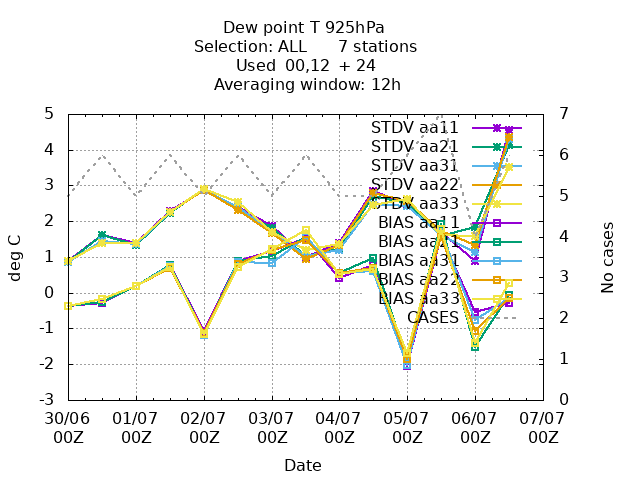 Dew point T 925hPa
Selection: ALL 7 stations
Used 00,12 + 24
Averaging window: 12h
5
4
3
2
1
0
-1
-2
-3
deg C
7
6
5
4
3
2
1
0
No cases
STDV aa11
STDV aa21
STDV aa31
STDV aa22
STDV aa33
BIAS aa11
BIAS aa21
BIAS aa31
BIAS aa22
BIAS aa33
CASES
30/06 01/07 02/07 03/07 04/07 05/07 06/07 07/07
00Z 00Z 00Z 00Z 00Z 00Z 00Z 00Z
Date